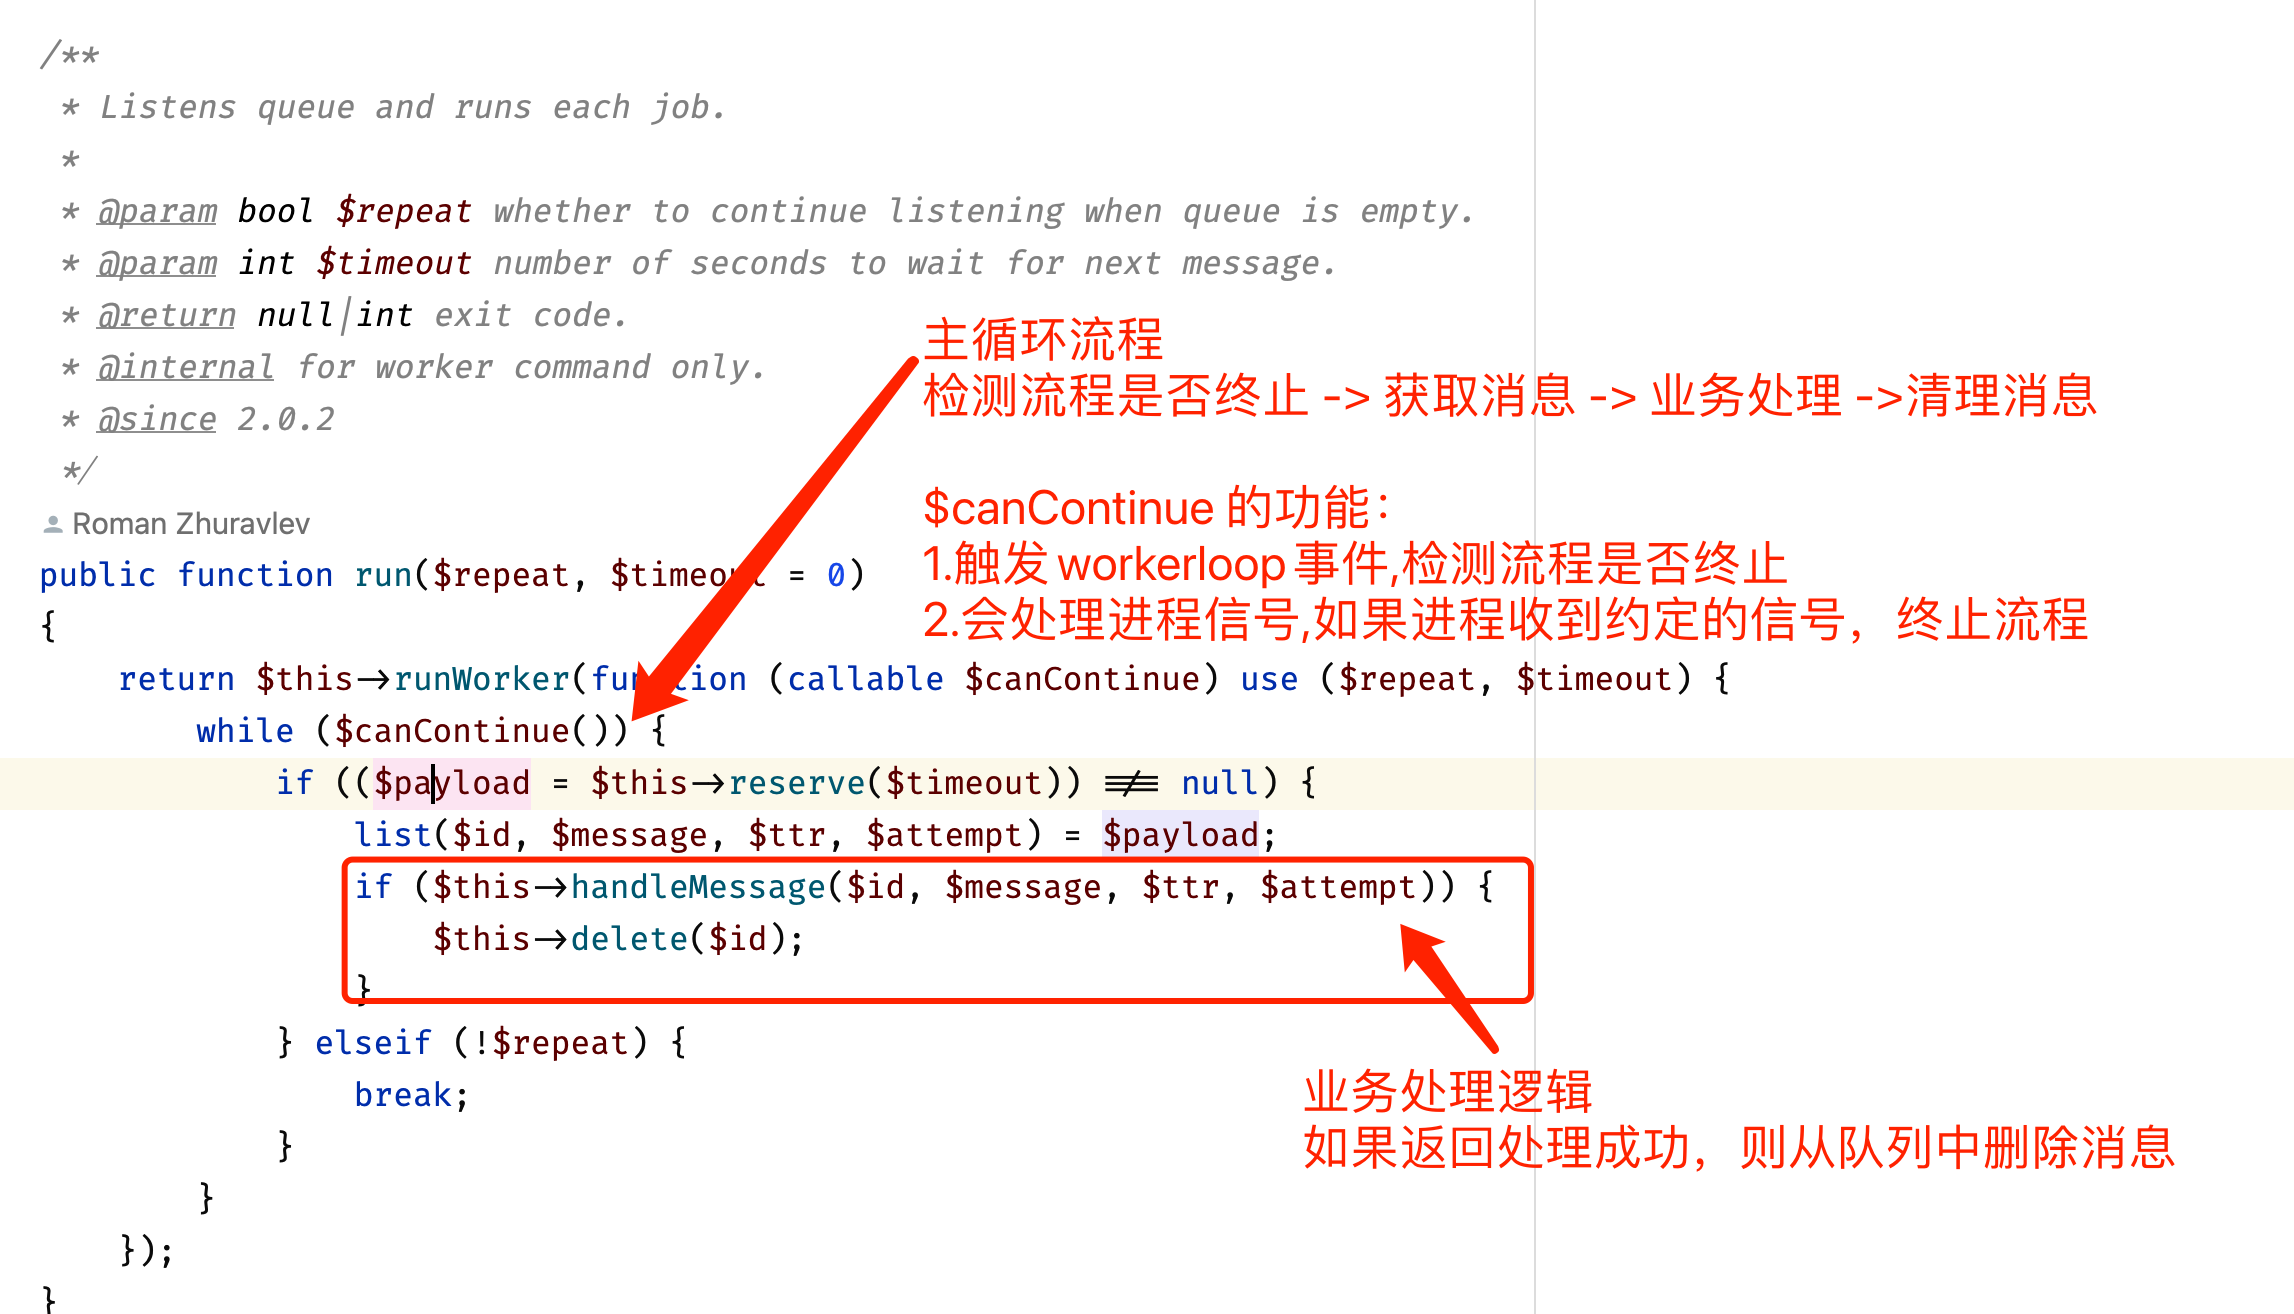 /**
 * Listens queue and runs each job.
 *
 * @param bool $repeat whether to continue listening when queue is empty.
 * @param int $timeout number of seconds to wait for next message.
 * @return null|int exit code.
 * @internal for worker command only.
 * @since 2.0.2
 */
主循环流程
检测流程是否终止 -> 获取消息 -> 业务处理 ->清理消息
$canContinue 的功能：
1.触发 workerloop 事件,检测流程是否终止
2.会处理进程信号,如果进程收到约定的信号，终止流程
Roman Zhuravlev
public function run($repeat, $timeout = 0)
{
    return $this->runWorker(function (callable $canContinue) use ($repeat, $timeout) {
        while ($canContinue()) {
            if (($payload = $this->reserve($timeout)) !== null) {
                list($id, $message, $ttr, $attempt) = $payload;
                if ($this->handleMessage($id, $message, $ttr, $attempt)) {
                    $this->delete($id);
                }
            } elseif (!$repeat) {
                break;
            }
        }
    });
}
业务处理逻辑
如果返回处理成功，则从队列中删除消息